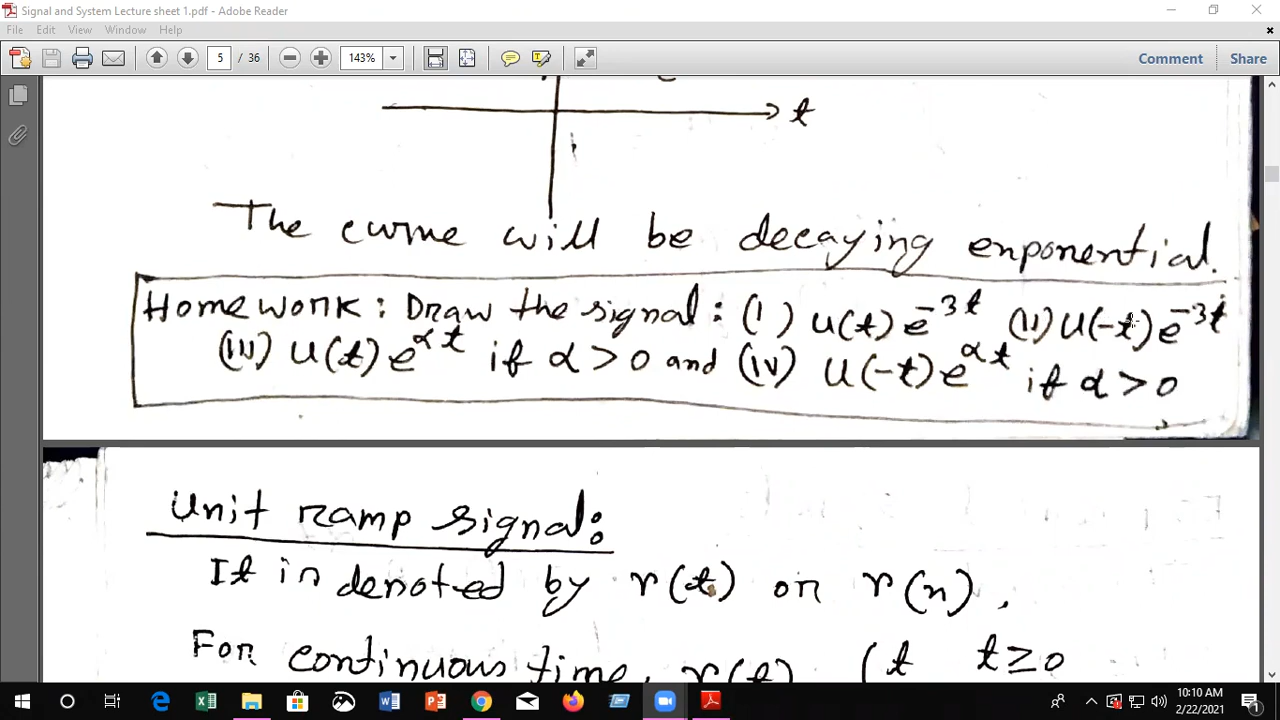 Signal and System Lecture sheet 1.pdf - Adobe Reader
File Edit View Window Help
5 / 36 143% Comment Share
t
The curve will be decaying exponential.
Homework: Draw the signal: (i) u(t) e^-3t (ii) u(-t) e^-3t
(iii) u(t) e^αt if α > 0 and (iv) u(-t) e^αt if α > 0
Unit ramp signal:
It is denoted by r(t) or r(n).
For continuous time, r(t) { t t ≥ 0
10:10 AM
2/22/2021